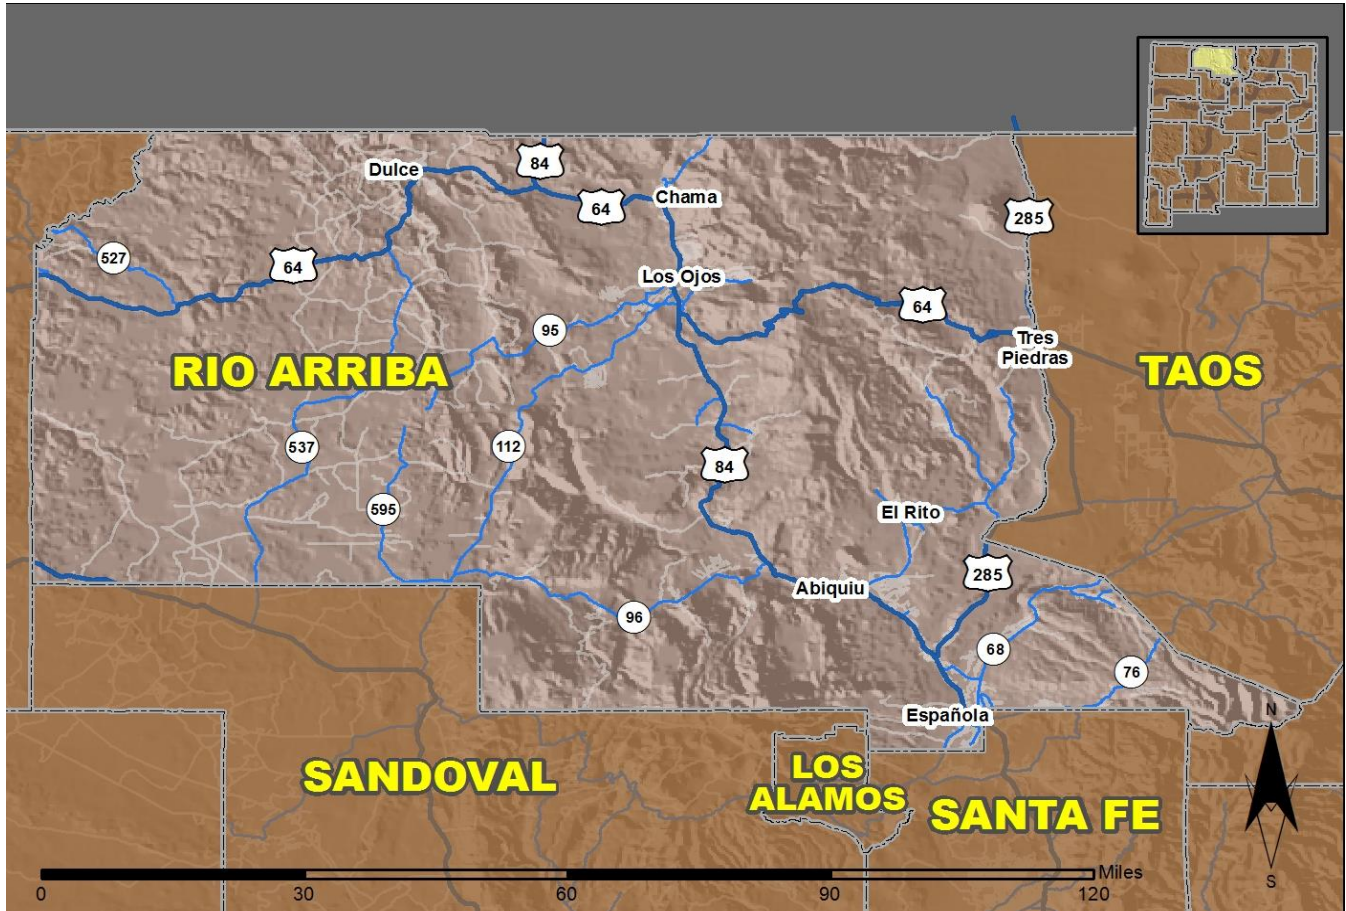 84
Dulce
Chama
64
285
527
64
Los Ojos
95
64
Tres
Piedras
RIO ARRIBA
TAOS
537
112
84
595
El Rito
285
Abiquiu
96
68
76
Española
N
LOS
ALAMOS
SANDOVAL
SANTA FE
Miles
S
0
30
60
90
120